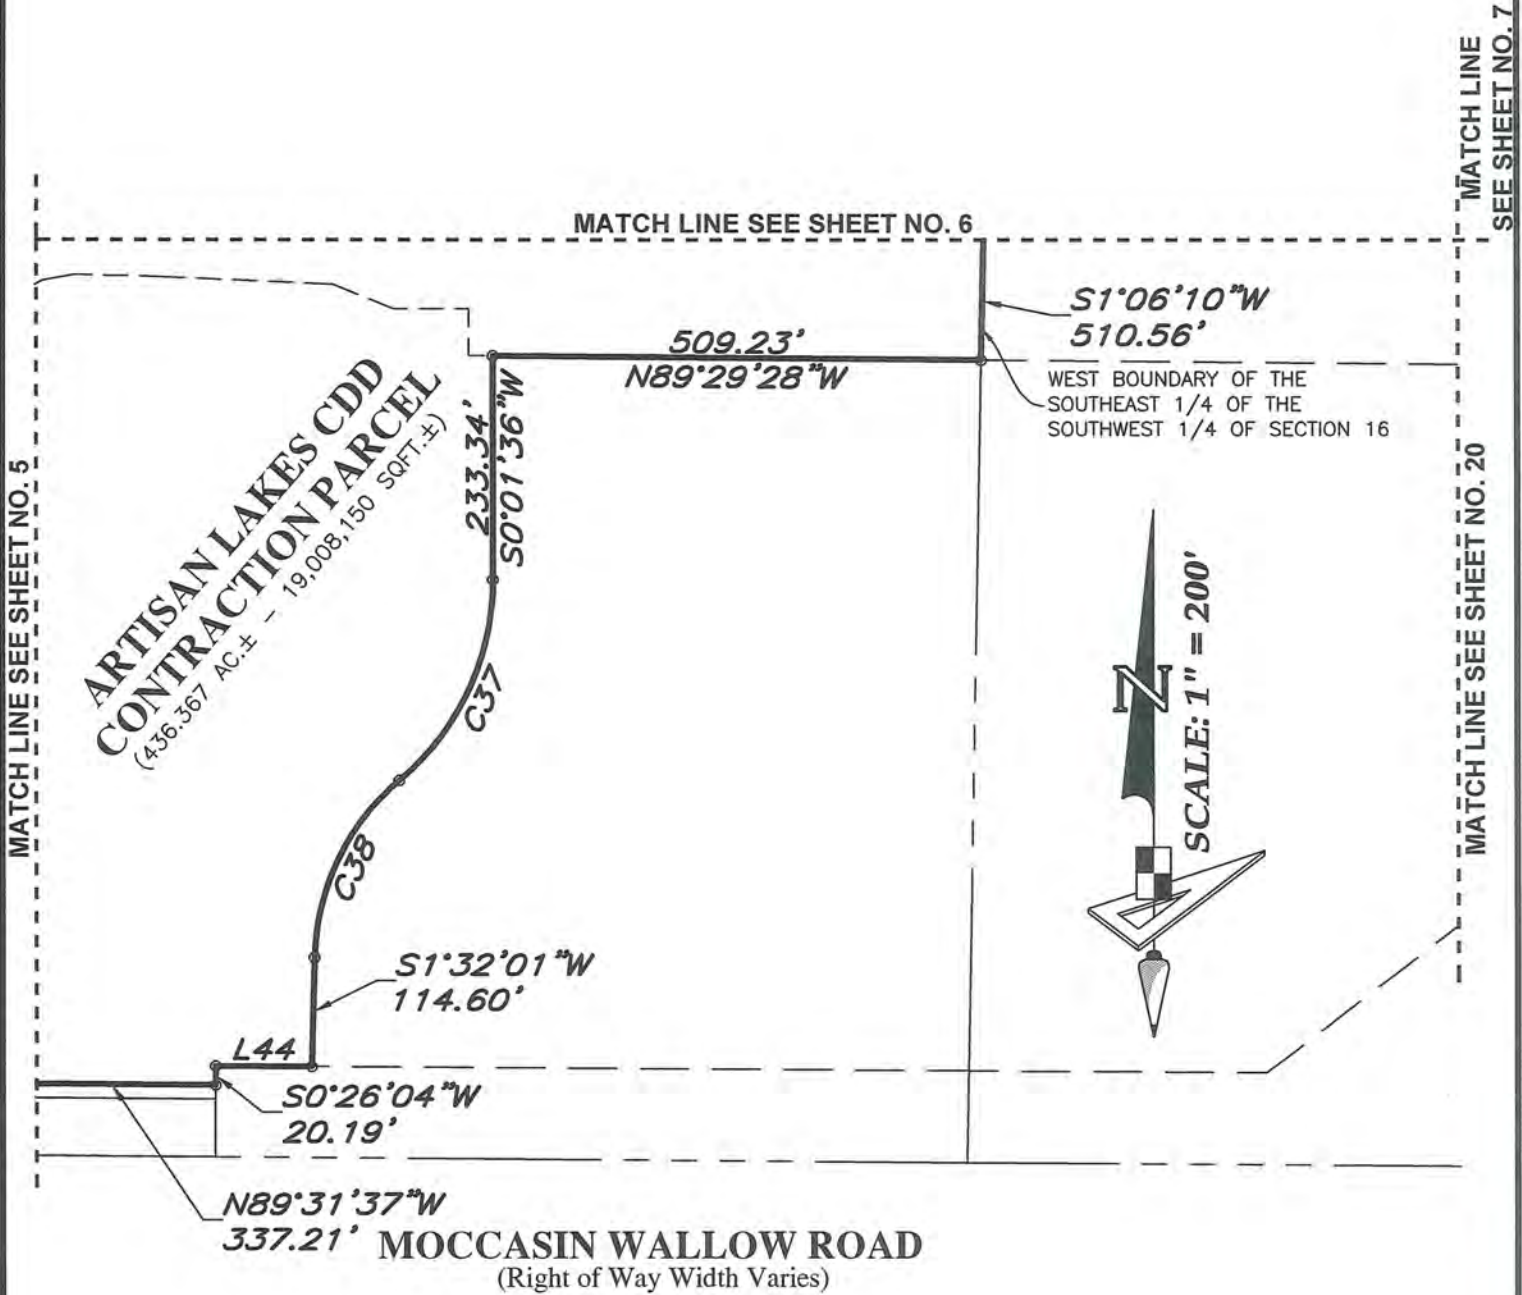 MATCH LINE
SEE SHEET NO. 7
MATCH LINE SEE SHEET NO. 6
S1°06'10"W
510.56'
509.23'
N89°29'28"W
WEST BOUNDARY OF THE
SOUTHEAST 1/4 OF THE
SOUTHWEST 1/4 OF SECTION 16
233.34'
S0°01'36"W
ARTISAN LAKES CDD
CONTRACTION PARCEL
(436.367 AC.± - 19,008,150 SQFT.±)
MATCH LINE SEE SHEET NO. 5
MATCH LINE SEE SHEET NO. 20
C37
N
SCALE: 1" = 200'
C38
S1°32'01"W
114.60'
L44
S0°26'04"W
20.19'
N89°31'37"W
337.21'
MOCCASIN WALLOW ROAD
(Right of Way Width Varies)